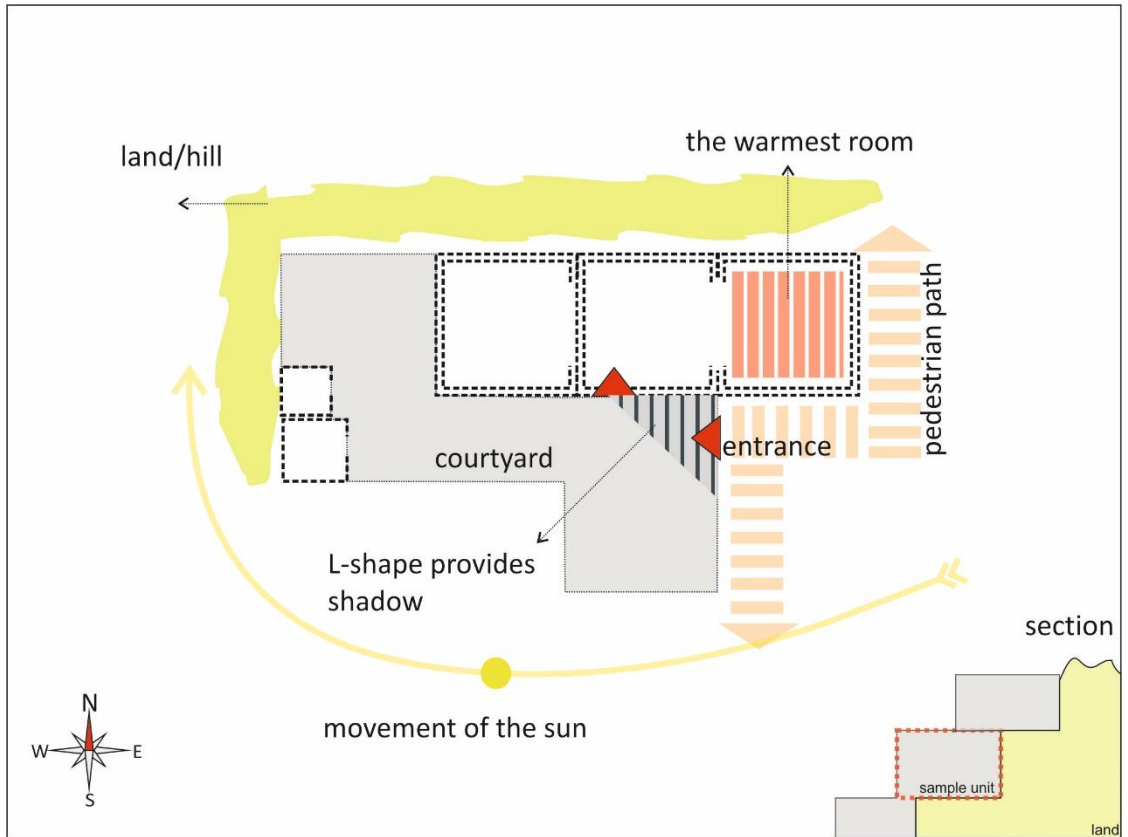 land/hill
the warmest room
pedestrian path
courtyard
entrance
L-shape provides
shadow
section
movement of the sun
N
W
E
S
sample unit
land